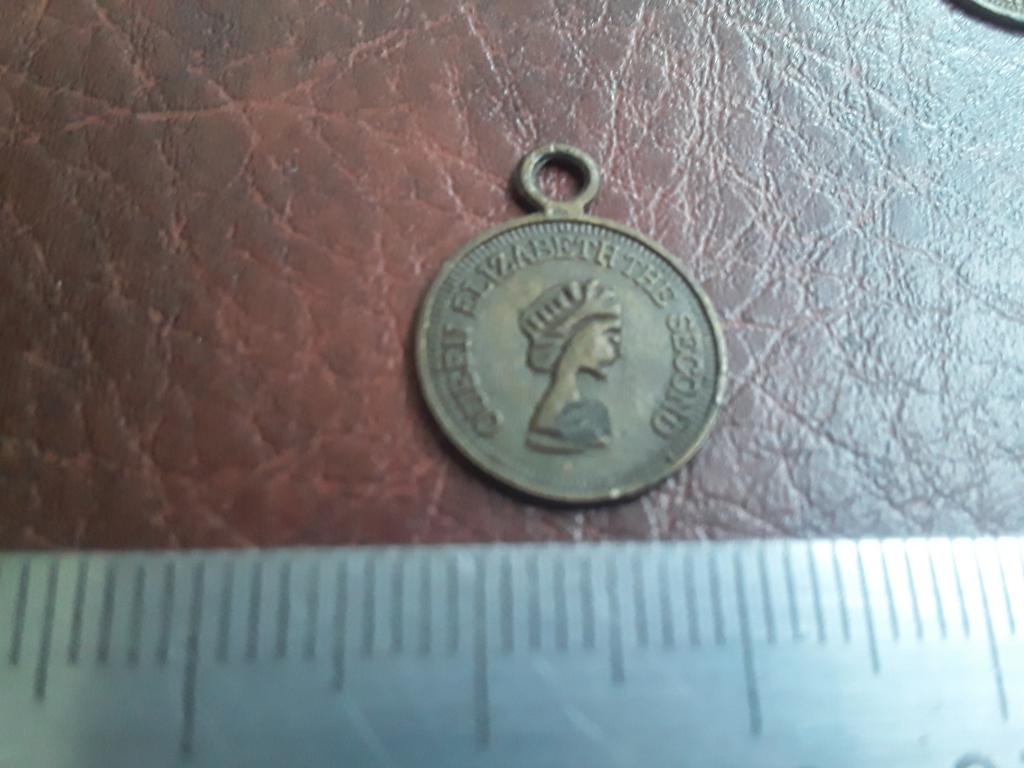 QUEEN ELIZABETH THE SECOND